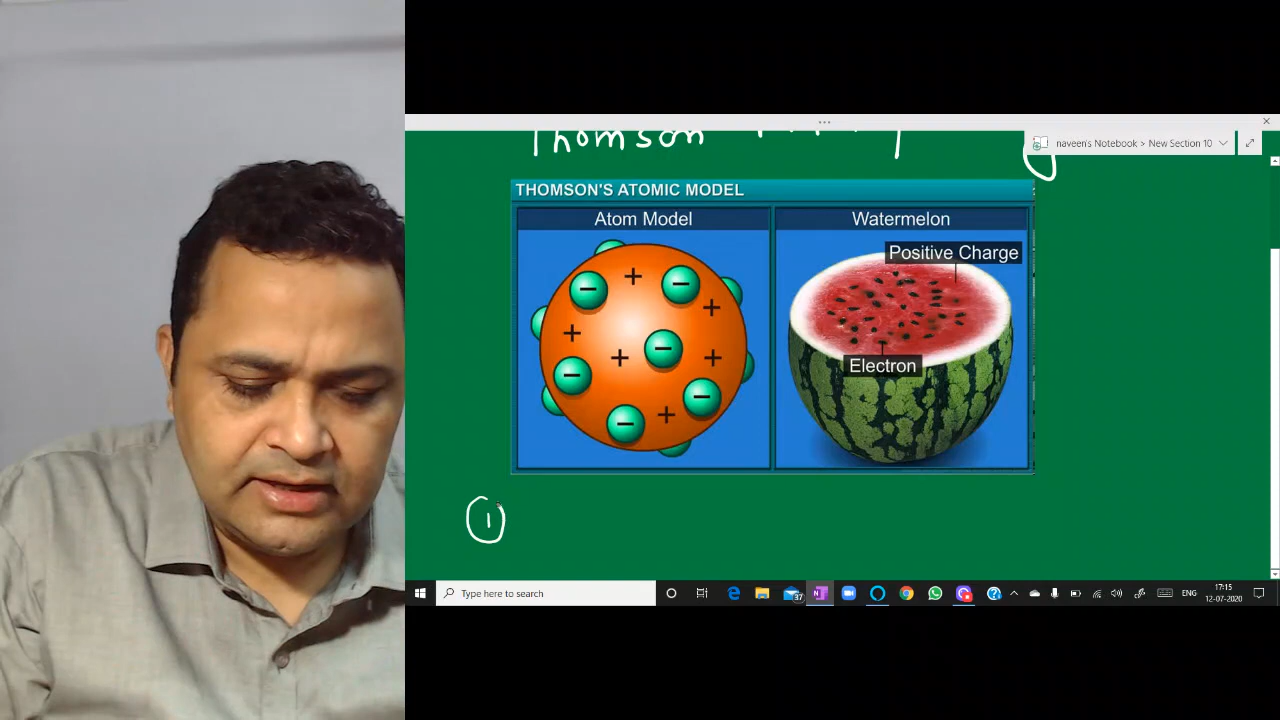 naveen's Notebook > New Section 10
Thomson
THOMSON'S ATOMIC MODEL
Atom Model
Watermelon
Positive Charge
Electron
1
Type here to search
37
ENG
17:15
12-07-2020